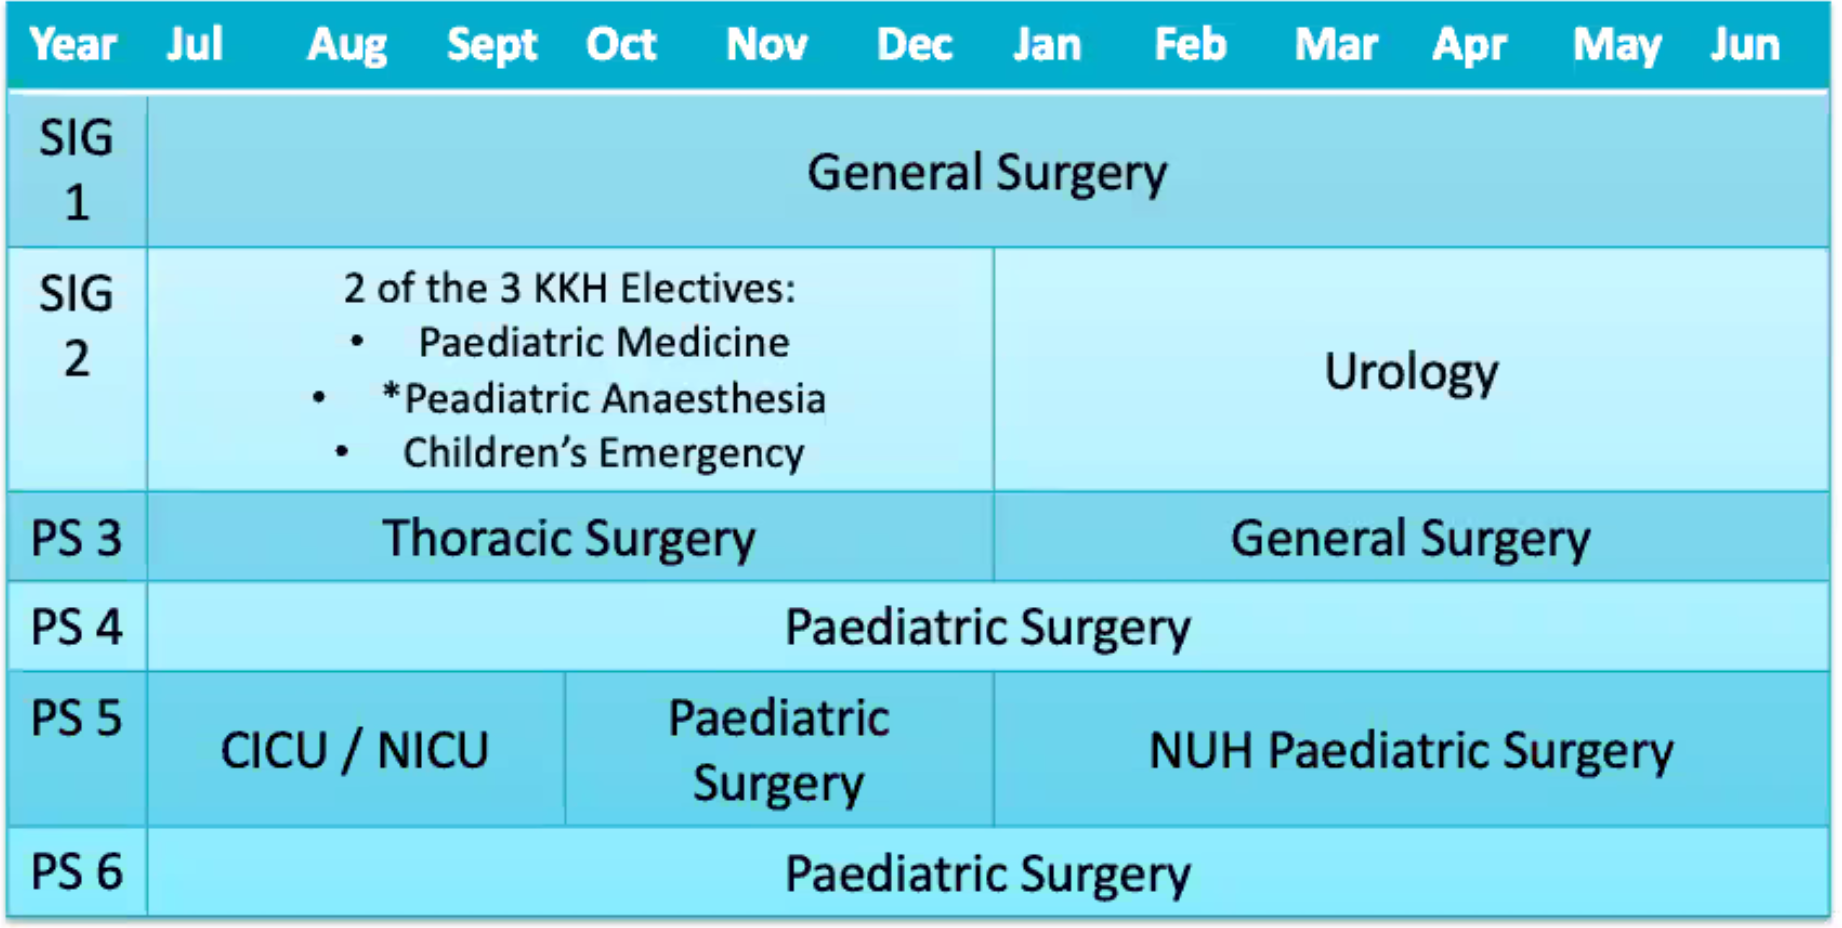 Year Jul Aug Sept Oct Nov Dec Jan Feb Mar Apr May Jun
SIG
1
General Surgery
SIG
2
2 of the 3 KKH Electives:
• Paediatric Medicine
• *Peadiatric Anaesthesia
• Children's Emergency
Urology
PS 3
Thoracic Surgery
General Surgery
PS 4
Paediatric Surgery
PS 5
CICU / NICU
Paediatric
Surgery
NUH Paediatric Surgery
PS 6
Paediatric Surgery